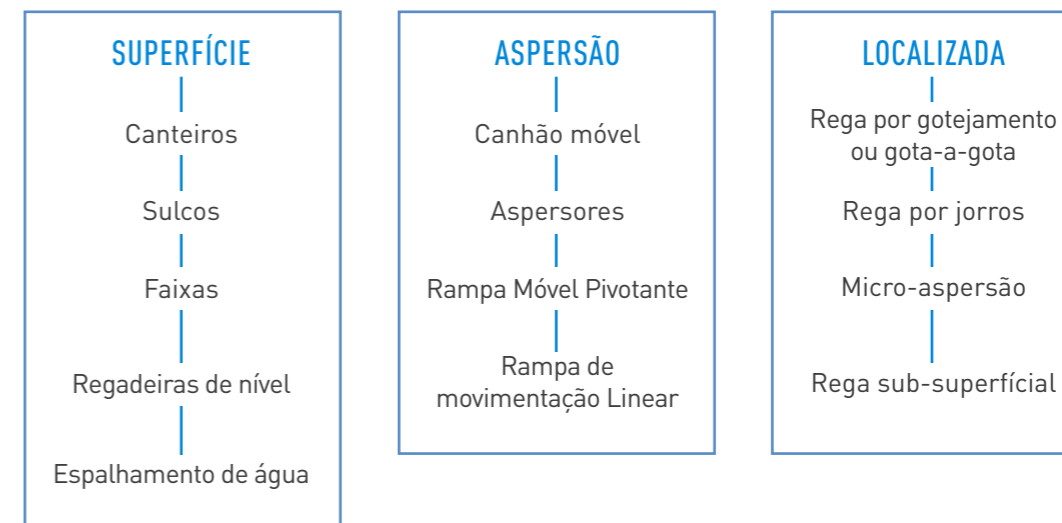 SUPERFÍCIE
Canteiros
Sulcos
Faixas
Regadeiras de nível
Espalhamento de água
ASPERSÃO
Canhão móvel
Aspersores
Rampa Móvel Pivotante
Rampa de
movimentação Linear
LOCALIZADA
Rega por gotejamento
ou gota-a-gota
Rega por jorros
Micro-aspersão
Rega sub-superfícial